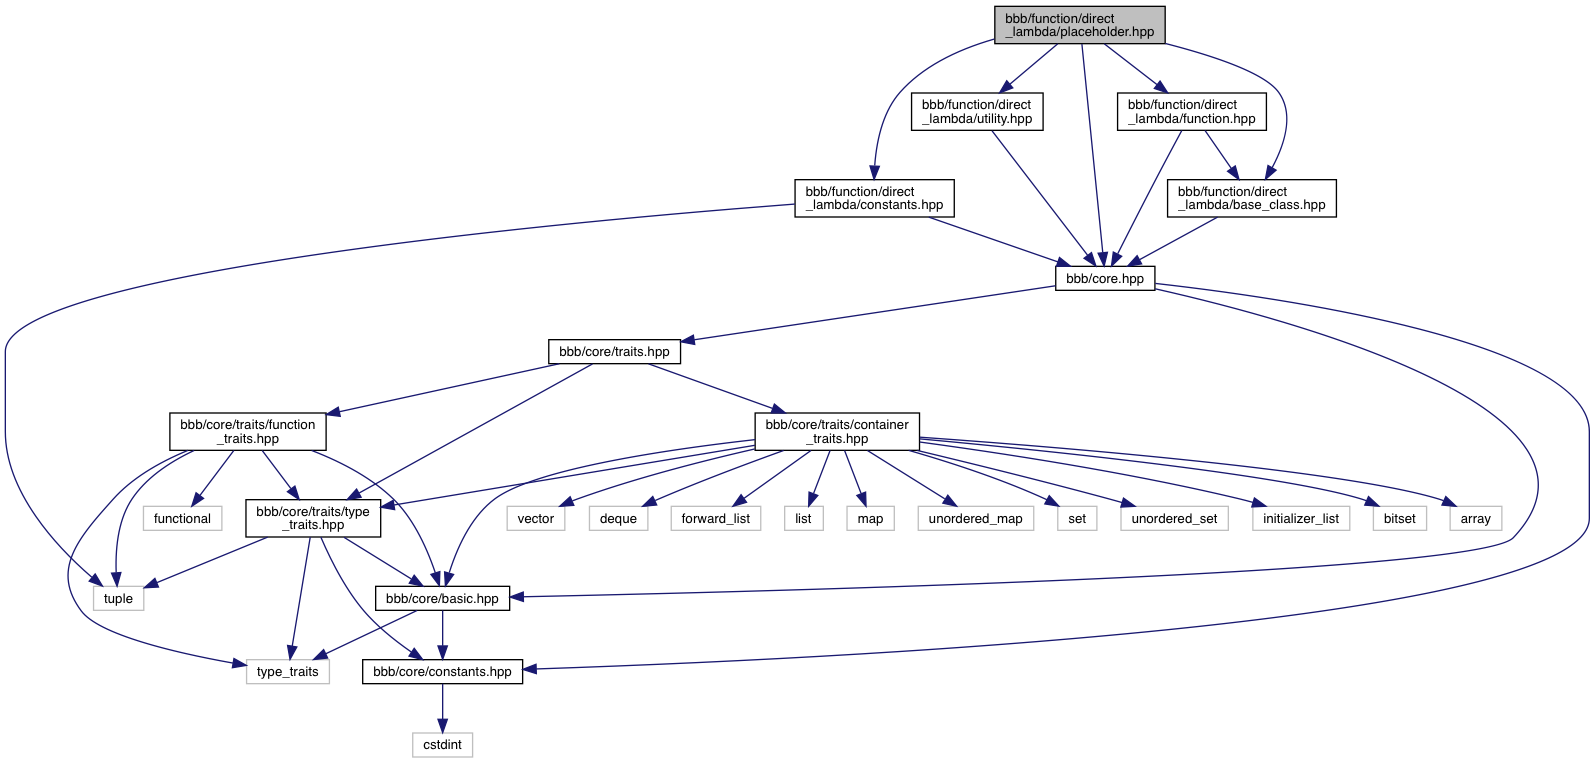 bbb/function/direct
_lambda/placeholder.hpp
bbb/function/direct
_lambda/utility.hpp
bbb/function/direct
_lambda/function.hpp
bbb/function/direct
_lambda/constants.hpp
bbb/function/direct
_lambda/base_class.hpp
bbb/core.hpp
bbb/core/traits.hpp
bbb/core/traits/function
_traits.hpp
bbb/core/traits/container
_traits.hpp
functional
bbb/core/traits/type
_traits.hpp
vector
deque
forward_list
list
map
unordered_map
set
unordered_set
initializer_list
bitset
array
tuple
bbb/core/basic.hpp
type_traits
bbb/core/constants.hpp
cstdint